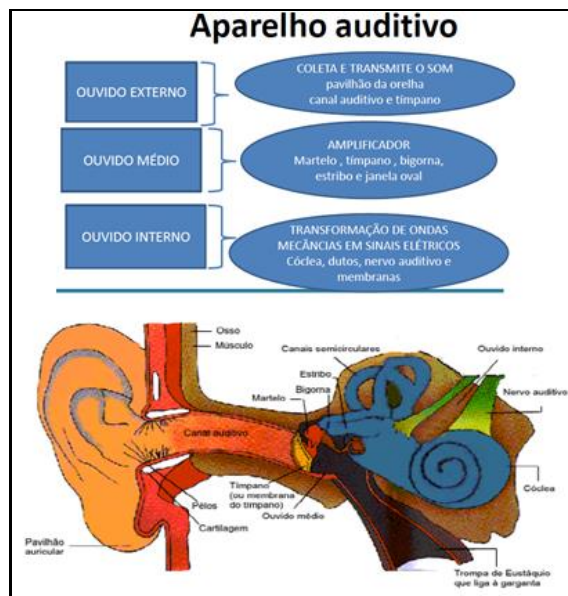 Aparelho auditivo
OUVIDO EXTERNO
COLETA E TRANSMITE O SOM
pavilhão da orelha
canal auditivo e tímpano
OUVIDO MÉDIO
AMPLIFICADOR
Martelo , tímpano , bigorna,
estribo e janela oval
OUVIDO INTERNO
TRANSFORMAÇÃO DE ONDAS
MECÂNCIAS EM SINAIS ELÉTRICOS
Cóclea, dutos, nervo auditivo e
membranas
Osso
Músculo
Canais semicirculares
Ouvido interno
Estribo
Bigorna
Martelo
Nervo auditivo
Canal auditivo
Cóclea
Tímpano
(ou membrana
do tímpano)
Pêlos
Ouvido médio
Cartilagem
Pavilhão
auricular
Trompa de Eustáquio
que liga à garganta